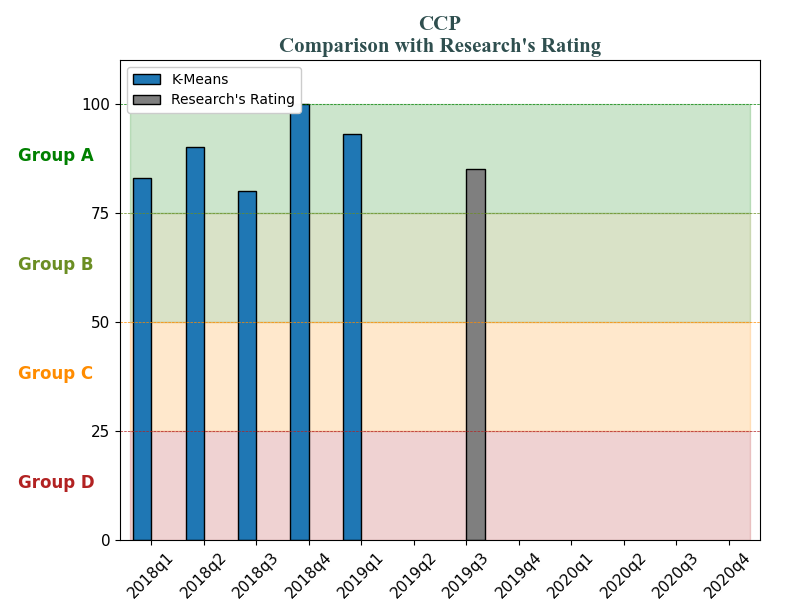 CCP
Comparison with Research's Rating
K-Means
Research's Rating
100
Group A
75
Group B
50
Group C
25
Group D
0
2018q1
2018q2
2018q3
2018q4
2019q1
2019q2
2019q3
2019q4
2020q1
2020q2
2020q3
2020q4